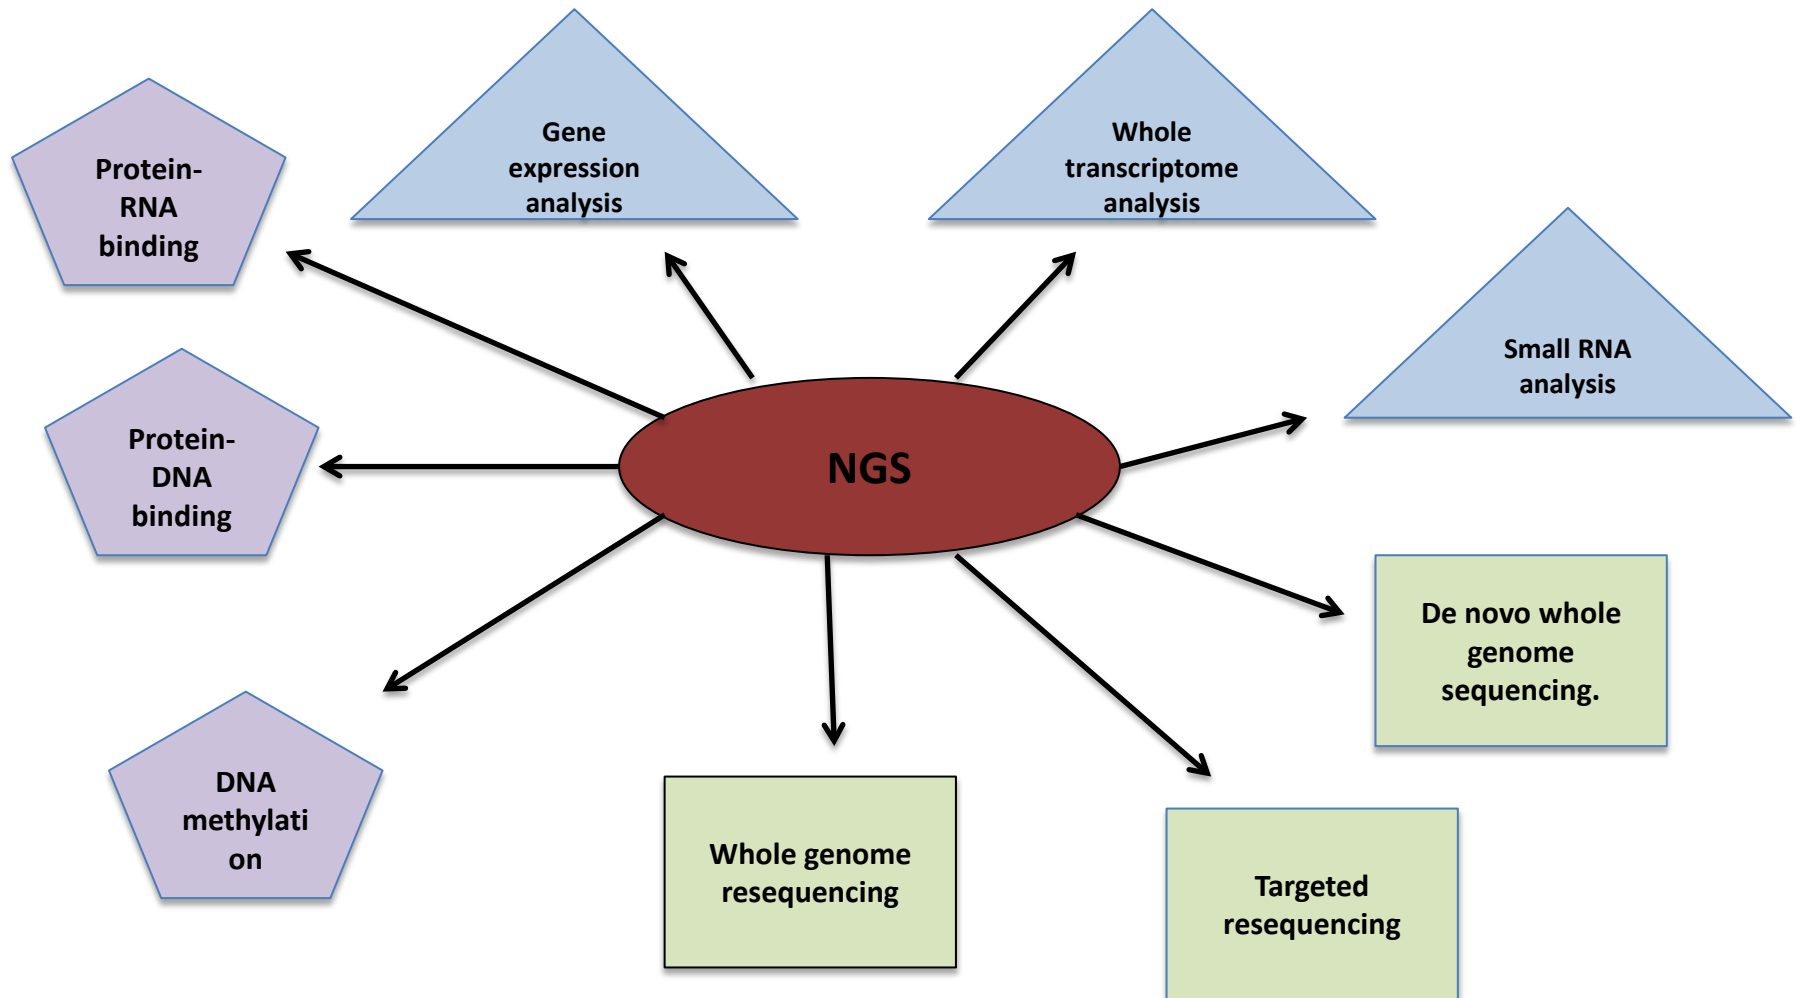 Gene
expression
analysis
Whole
transcriptome
analysis
Protein-
RNA
binding
Small RNA
analysis
Protein-
DNA
binding
NGS
De novo whole
genome
sequencing.
DNA
methylati
on
Whole genome
resequencing
Targeted
resequencing